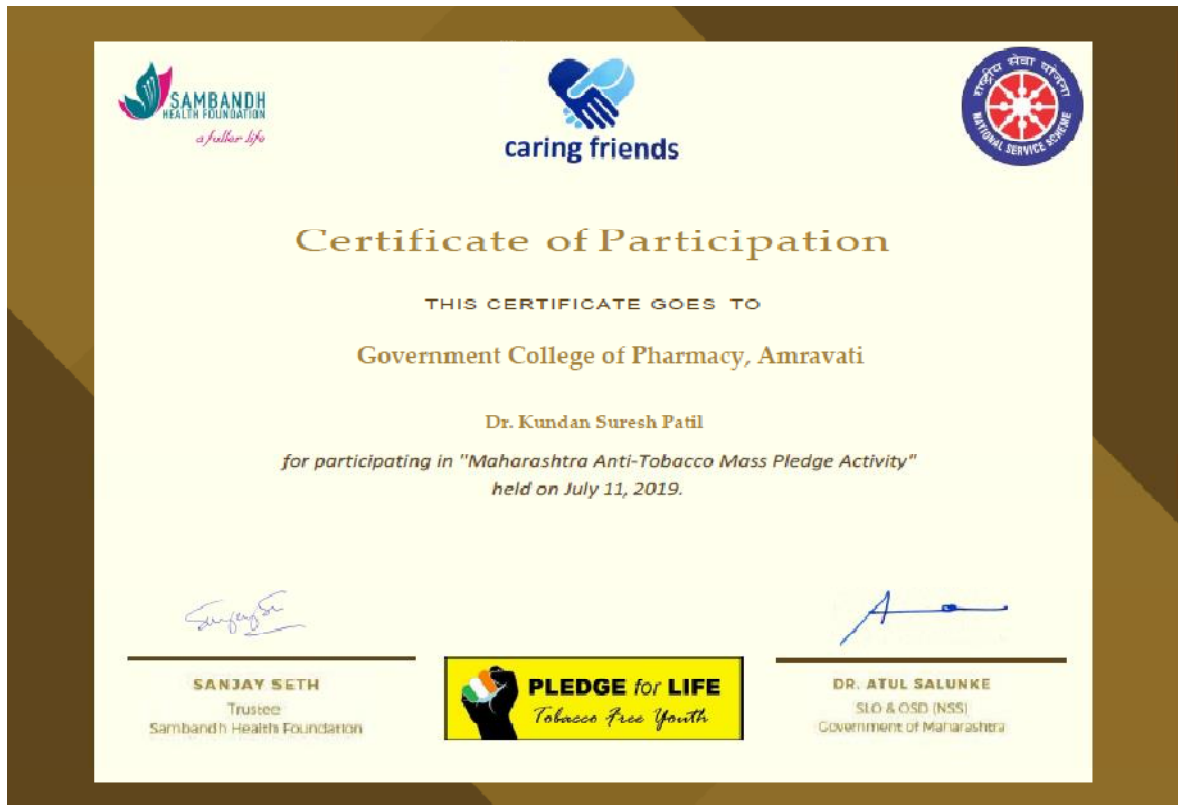 SAMBANDH
HEALTH FOUNDATION
a fuller life
caring friends
राष्ट्रीय सेवा योजना
NATIONAL SERVICE SCHEME
Certificate of Participation
THIS CERTIFICATE GOES TO
Government College of Pharmacy, Amravati
Dr. Kundan Suresh Patil
for participating in "Maharashtra Anti-Tobacco Mass Pledge Activity"
held on July 11, 2019.
SANJAY SETH
Trustee
Sambandh Health Foundation
PLEDGE for LIFE
Tobacco Free Youth
DR. ATUL SALUNKE
SLO & OSD (NSS)
Government of Maharashtra